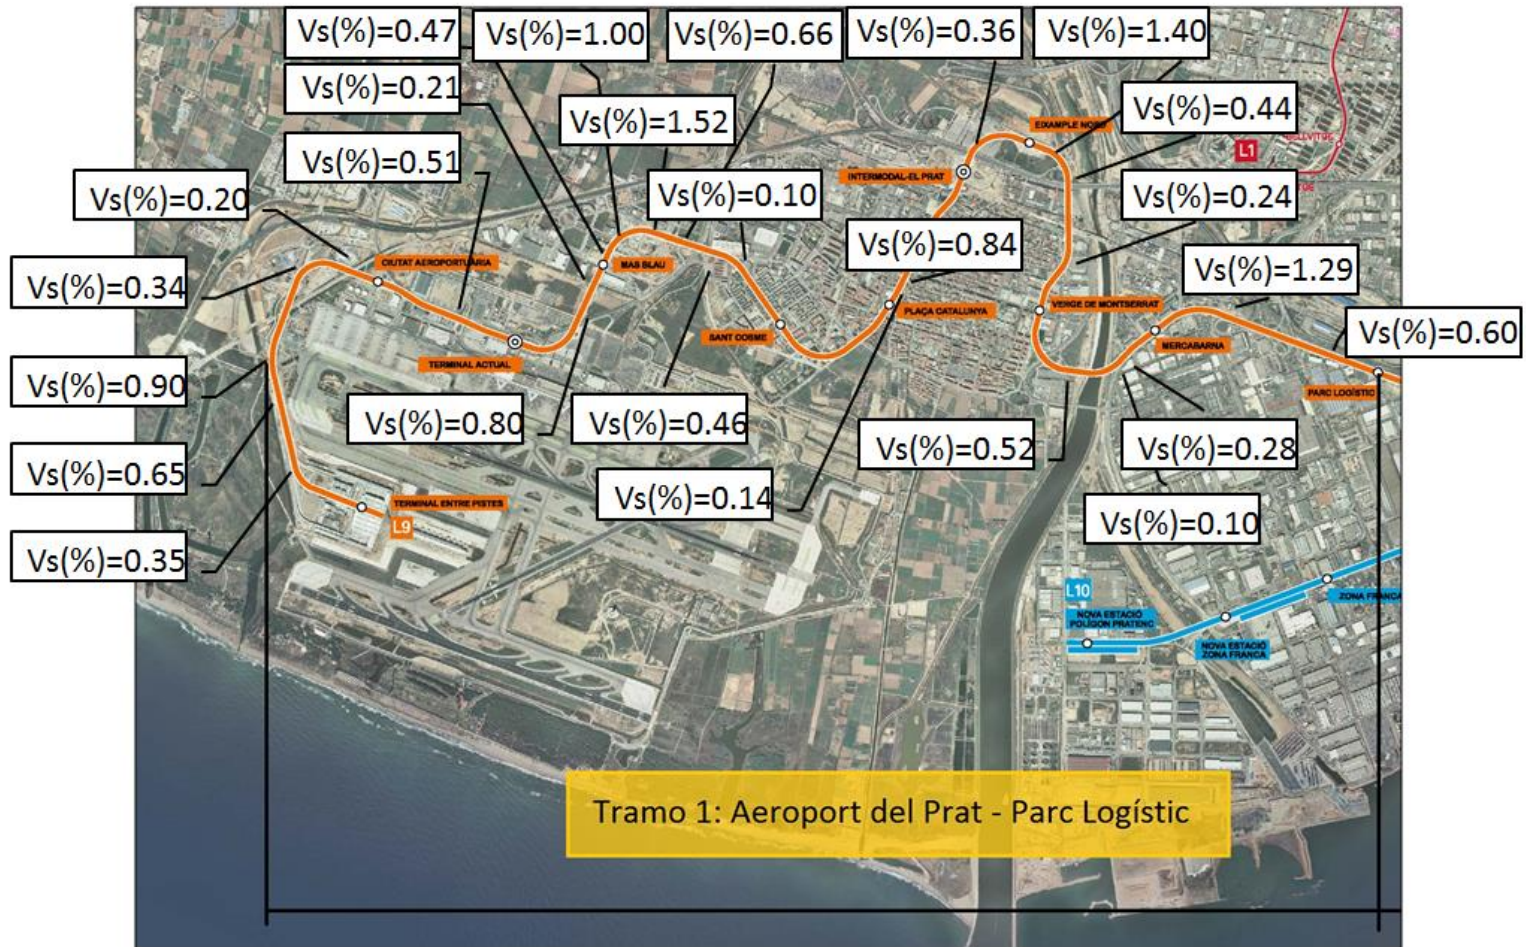 Vs(%)=0.47
Vs(%)=1.00
Vs(%)=0.66
Vs(%)=0.36
Vs(%)=1.40
Vs(%)=0.21
Vs(%)=1.52
Vs(%)=0.44
EIXAMPLE NORD
BELLVITGE
L1
Vs(%)=0.51
INTERMODAL-EL PRAT
Vs(%)=0.20
Vs(%)=0.10
Vs(%)=0.24
Vs(%)=0.84
CIUTAT AEROPORTUÀRIA
MAS BLAU
Vs(%)=1.29
Vs(%)=0.34
VERGE DE MONTSERRAT
PLAÇA CATALUNYA
SANT COSME
MERCABARNA
Vs(%)=0.60
TERMINAL ACTUAL
Vs(%)=0.90
PARC LOGÍSTIC
Vs(%)=0.80
Vs(%)=0.46
Vs(%)=0.52
Vs(%)=0.28
Vs(%)=0.65
Vs(%)=0.14
TERMINAL ENTRE PISTES
L9
Vs(%)=0.10
Vs(%)=0.35
L10
ZONA FRANCA
NOVA ESTACIÓ
POLÍGON PRATENC
NOVA ESTACIÓ
ZONA FRANCA
Tramo 1: Aeroport del Prat - Parc Logístic